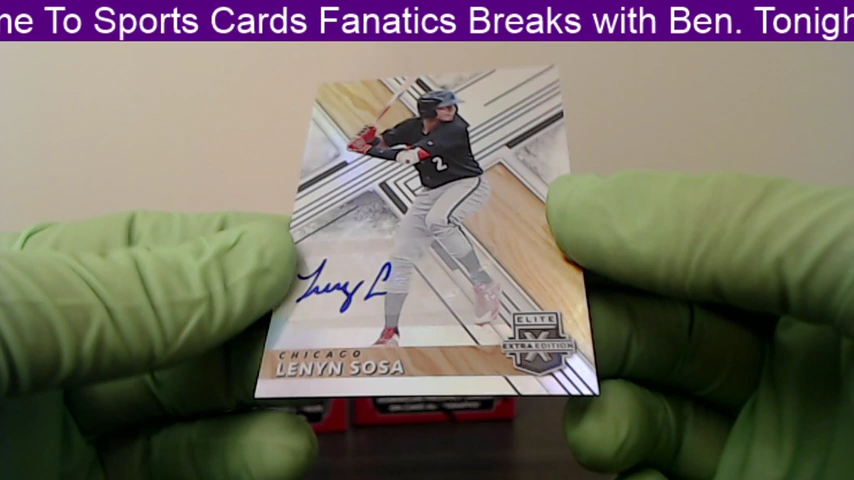 me To Sports Cards Fanatics Breaks with Ben. Tonigh
2
CHICAGO
LENYN SOSA
ELITE
X
EXTRA EDITION